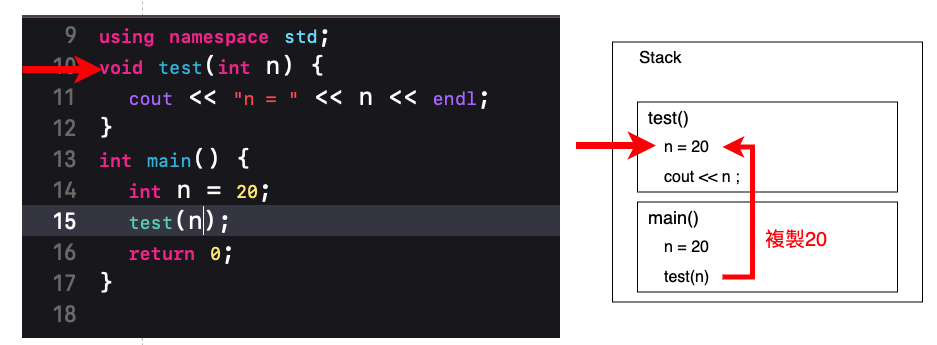 9 using namespace std;
10 void test(int n) {
11 cout << "n = " << n << endl;
12 }
13 int main() {
14 int n = 20;
15 test(n);
16 return 0;
17 }
18
Stack
test()
n = 20
cout << n ;
main()
n = 20
test(n)
複製20